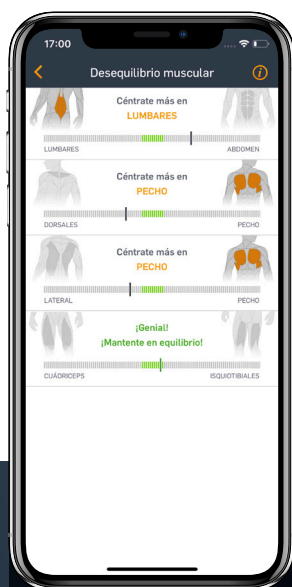 17:00
Desequilibrio muscular
Céntrate más en
LUMBARES
LUMBARES
ABDOMEN
Céntrate más en
PECHO
DORSALES
PECHO
Céntrate más en
PECHO
LATERAL
PECHO
¡Genial!
¡Mantente en equilibrio!
CUÁDRICEPS
ISQUIOTIBIALES